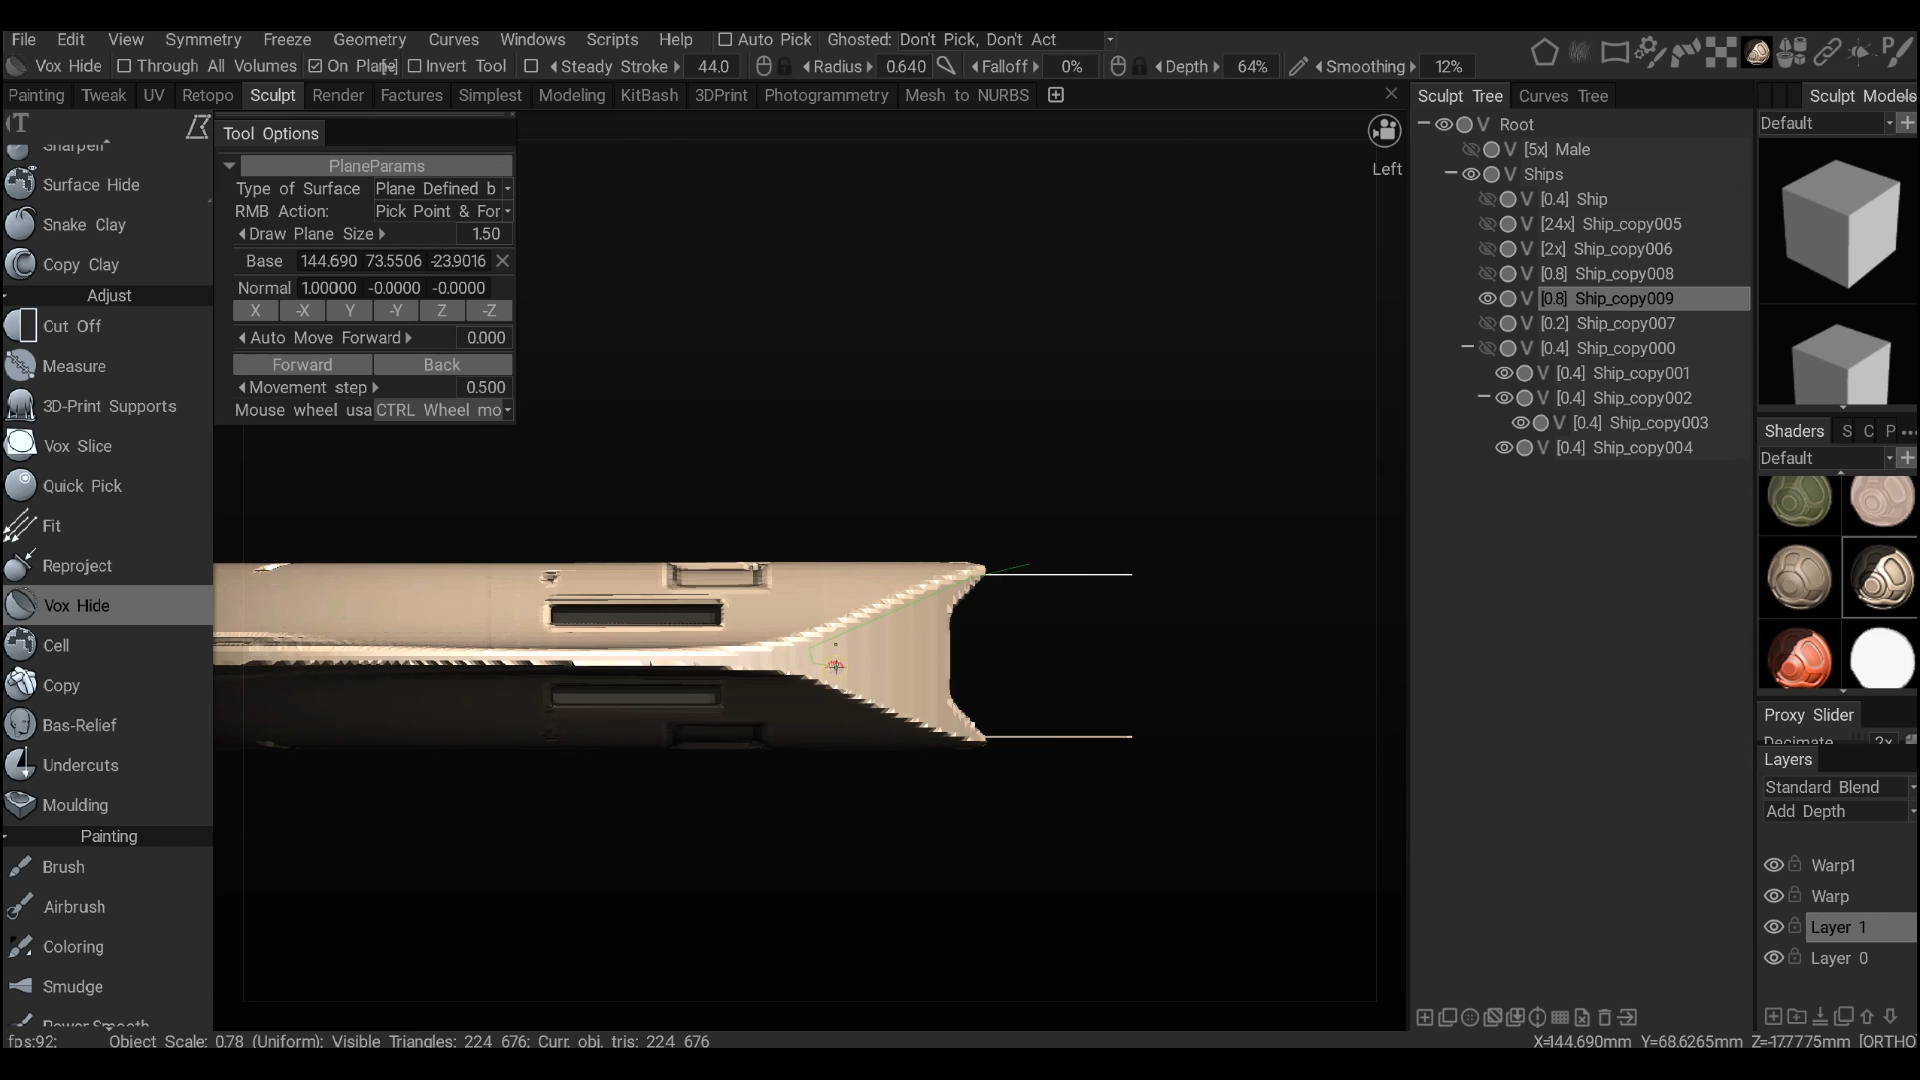 File Edit View Symmetry Freeze Geometry Curves Windows Scripts Help Auto Pick Ghosted: Don't Pick, Don't Act
Vox Hide Through All Volumes On Plane Invert Tool Steady Stroke 44.0 Radius 0.640 Falloff 0% Depth 64% Smoothing 12%
Painting Tweak UV Retopo Sculpt Render Factures Simplest Modeling KitBash 3DPrint Photogrammetry Mesh to NURBS
Sculpt Tree Curves Tree
Sculpt Models
Default
Sharpen
Surface Hide
Snake Clay
Copy Clay
Adjust
Cut Off
Measure
3D-Print Supports
Vox Slice
Quick Pick
Fit
Reproject
Vox Hide
Cell
Copy
Bas-Relief
Undercuts
Moulding
Painting
Brush
Airbrush
Coloring
Smudge
Power Smooth
Tool Options
PlaneParams
Type of Surface Plane Defined b
RMB Action: Pick Point & For
Draw Plane Size 1.50
Base 144.690 73.5506 -23.9016
Normal 1.00000 -0.0000 -0.0000
X -X Y -Y Z -Z
Auto Move Forward 0.000
Forward Back
Movement step 0.500
Mouse wheel usa CTRL Wheel mo
Left
V Root
V [5x] Male
V Ships
V [0.4] Ship
V [24x] Ship_copy005
V [2x] Ship_copy006
V [0.8] Ship_copy008
V [0.8] Ship_copy009
V [0.2] Ship_copy007
V [0.4] Ship_copy000
V [0.4] Ship_copy001
V [0.4] Ship_copy002
V [0.4] Ship_copy003
V [0.4] Ship_copy004
Shaders S C P ...
Default
Proxy Slider
Decimate 2x
Layers
Standard Blend
Add Depth
Warp1
Warp
Layer 1
Layer 0
fps:92; Object Scale: 0.78 (Uniform); Visible Triangles: 224 676; Curr. obj. tris: 224 676
X=144.690mm Y=68.6265mm Z=-17.7775mm [ORTHO